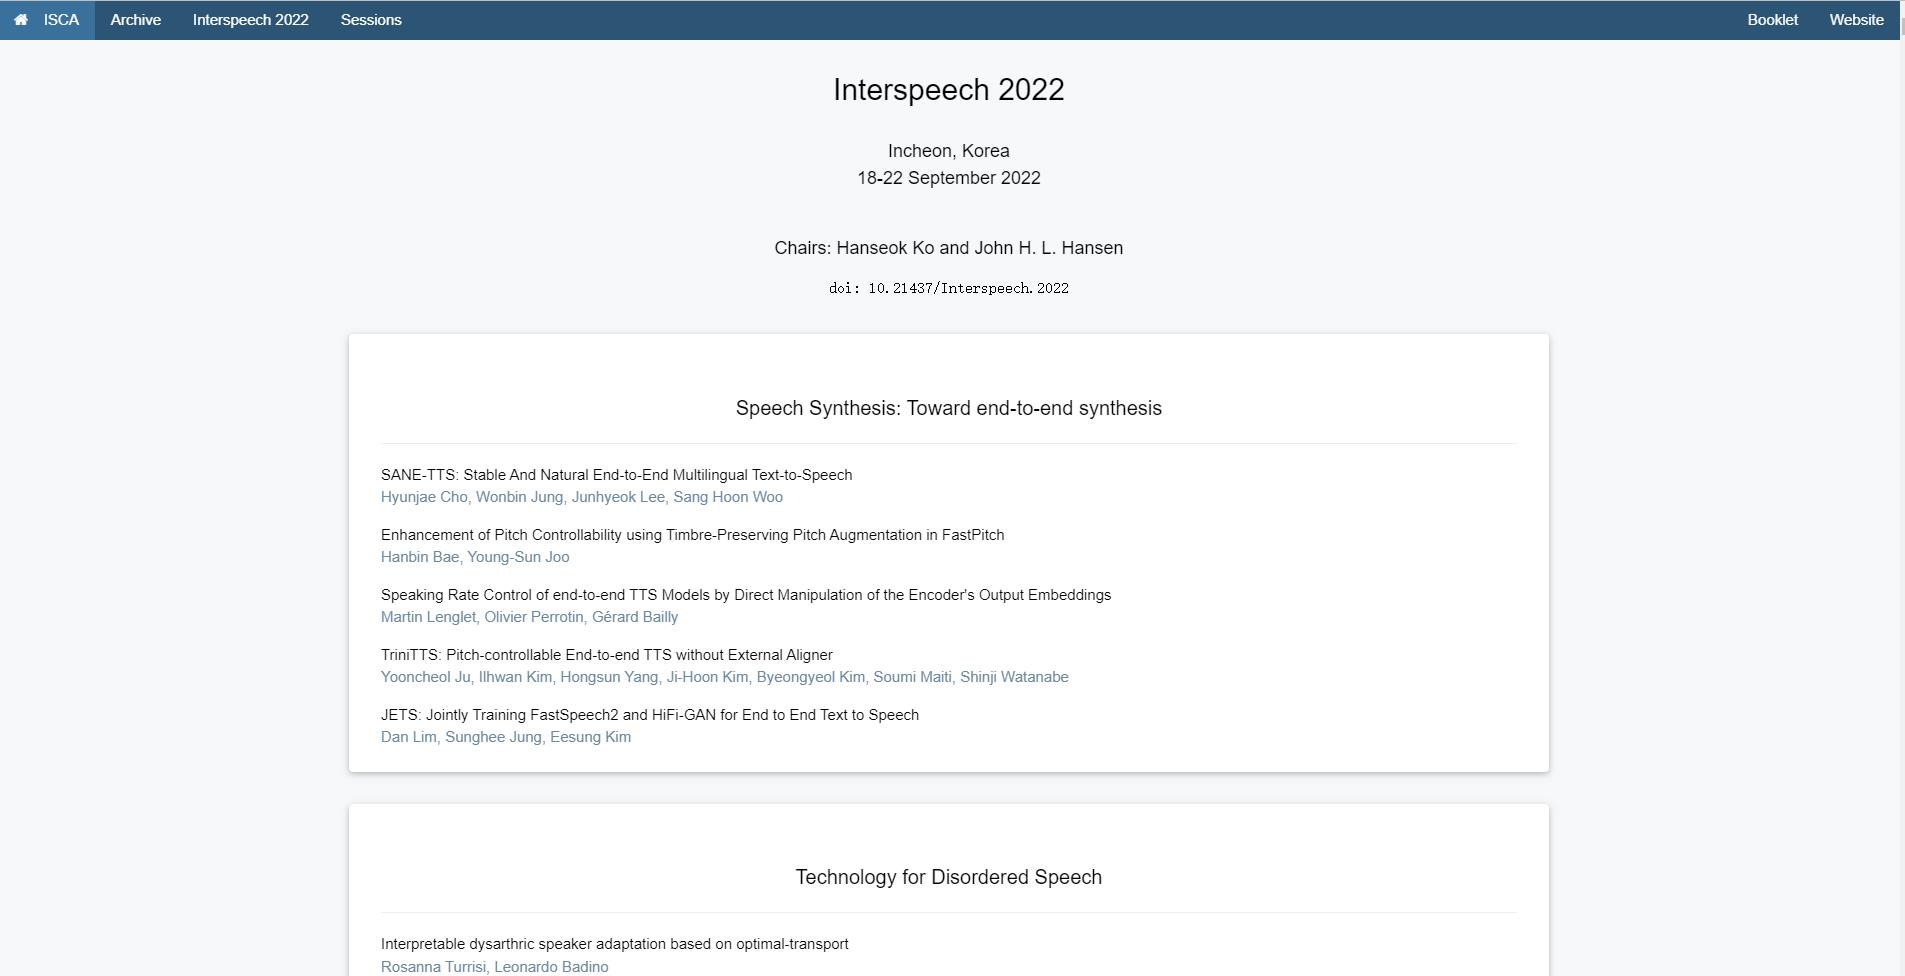 ISCA Archive Interspeech 2022 Sessions Booklet Website
Interspeech 2022
Incheon, Korea
18-22 September 2022
Chairs: Hanseok Ko and John H. L. Hansen
doi: 10.21437/Interspeech.2022
Speech Synthesis: Toward end-to-end synthesis
SANE-TTS: Stable And Natural End-to-End Multilingual Text-to-Speech
Hyunjae Cho, Wonbin Jung, Junhyeok Lee, Sang Hoon Woo
Enhancement of Pitch Controllability using Timbre-Preserving Pitch Augmentation in FastPitch
Hanbin Bae, Young-Sun Joo
Speaking Rate Control of end-to-end TTS Models by Direct Manipulation of the Encoder's Output Embeddings
Martin Lenglet, Olivier Perrotin, Gérard Bailly
TriniTTS: Pitch-controllable End-to-end TTS without External Aligner
Yooncheol Ju, Ilhwan Kim, Hongsun Yang, Ji-Hoon Kim, Byeongyeol Kim, Soumi Maiti, Shinji Watanabe
JETS: Jointly Training FastSpeech2 and HiFi-GAN for End to End Text to Speech
Dan Lim, Sunghee Jung, Eesung Kim
Technology for Disordered Speech
Interpretable dysarthric speaker adaptation based on optimal-transport
Rosanna Turrisi, Leonardo Badino